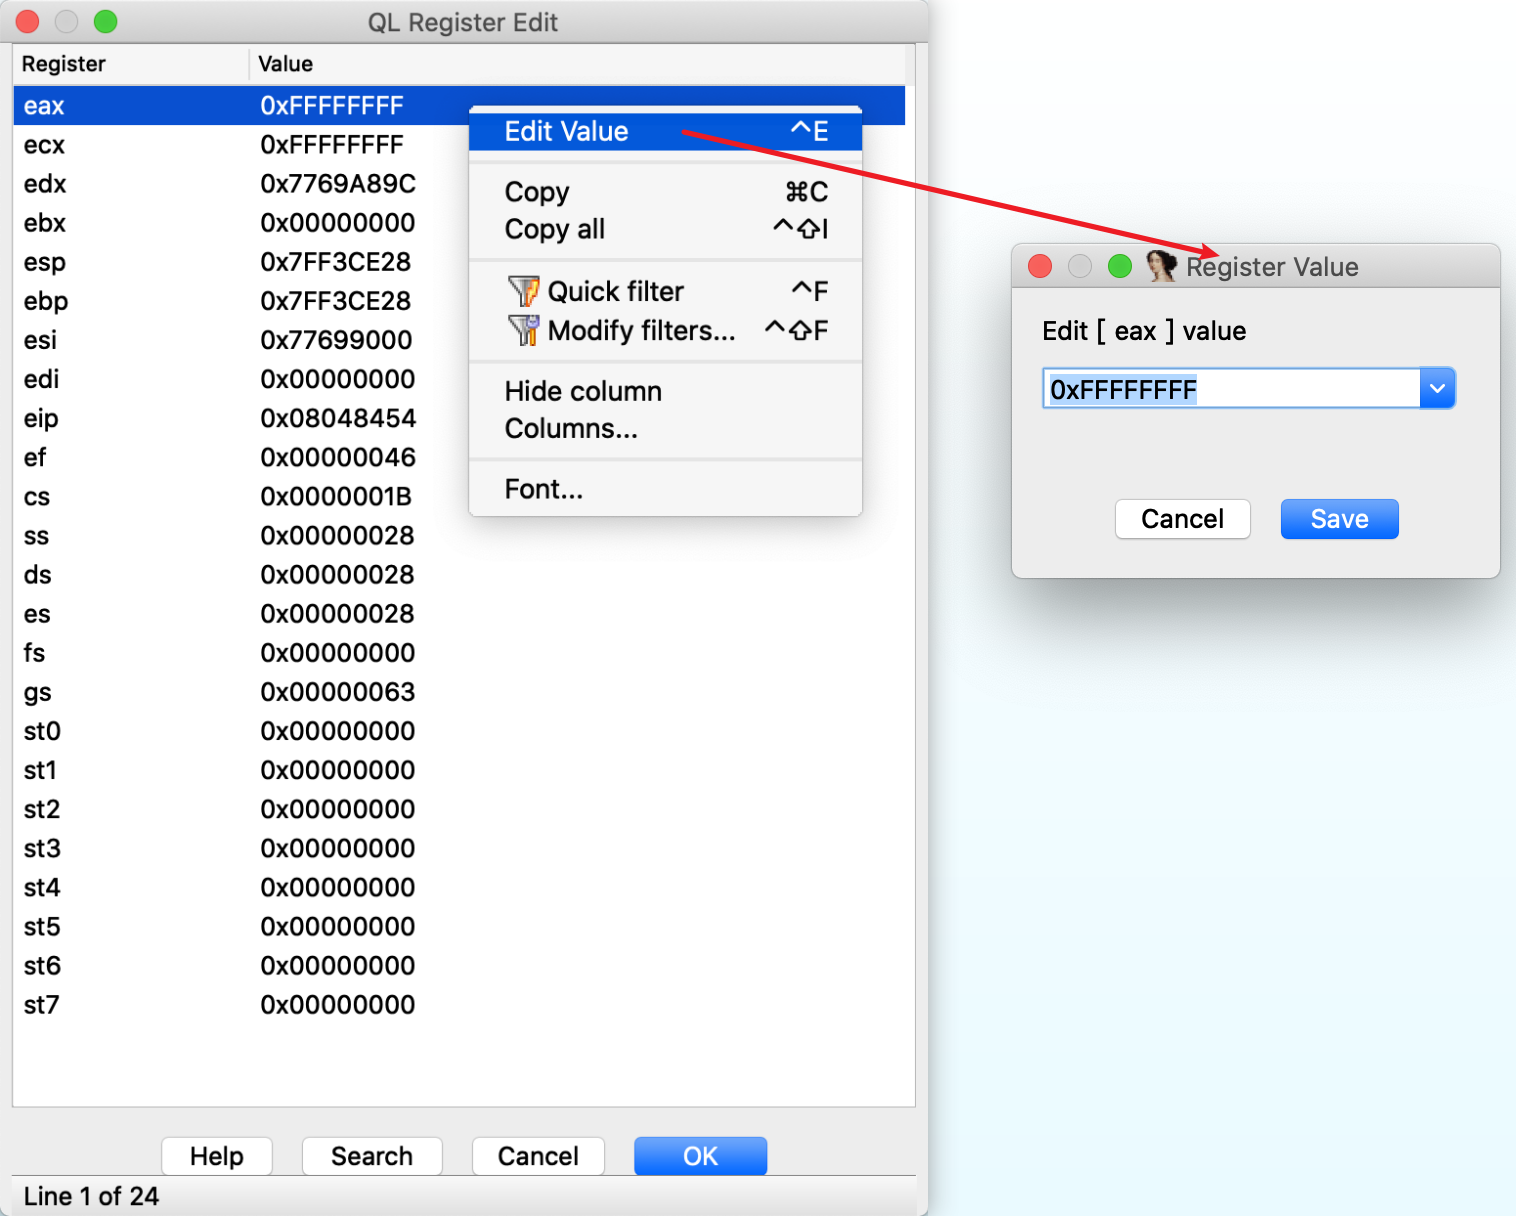 QL Register Edit
Register Value
eax 0xFFFFFFFF
ecx 0xFFFFFFFF
edx 0x7769A89C
ebx 0x00000000
esp 0x7FF3CE28
ebp 0x7FF3CE28
esi 0x77699000
edi 0x00000000
eip 0x08048454
ef 0x00000046
cs 0x0000001B
ss 0x00000028
ds 0x00000028
es 0x00000028
fs 0x00000000
gs 0x00000063
st0 0x00000000
st1 0x00000000
st2 0x00000000
st3 0x00000000
st4 0x00000000
st5 0x00000000
st6 0x00000000
st7 0x00000000
Help Search Cancel OK
Line 1 of 24
Edit Value ^E
Copy ⌘C
Copy all ^⇧I
Quick filter ^F
Modify filters... ^⇧F
Hide column
Columns...
Font...
Register Value
Edit [ eax ] value
0xFFFFFFFF
Cancel Save